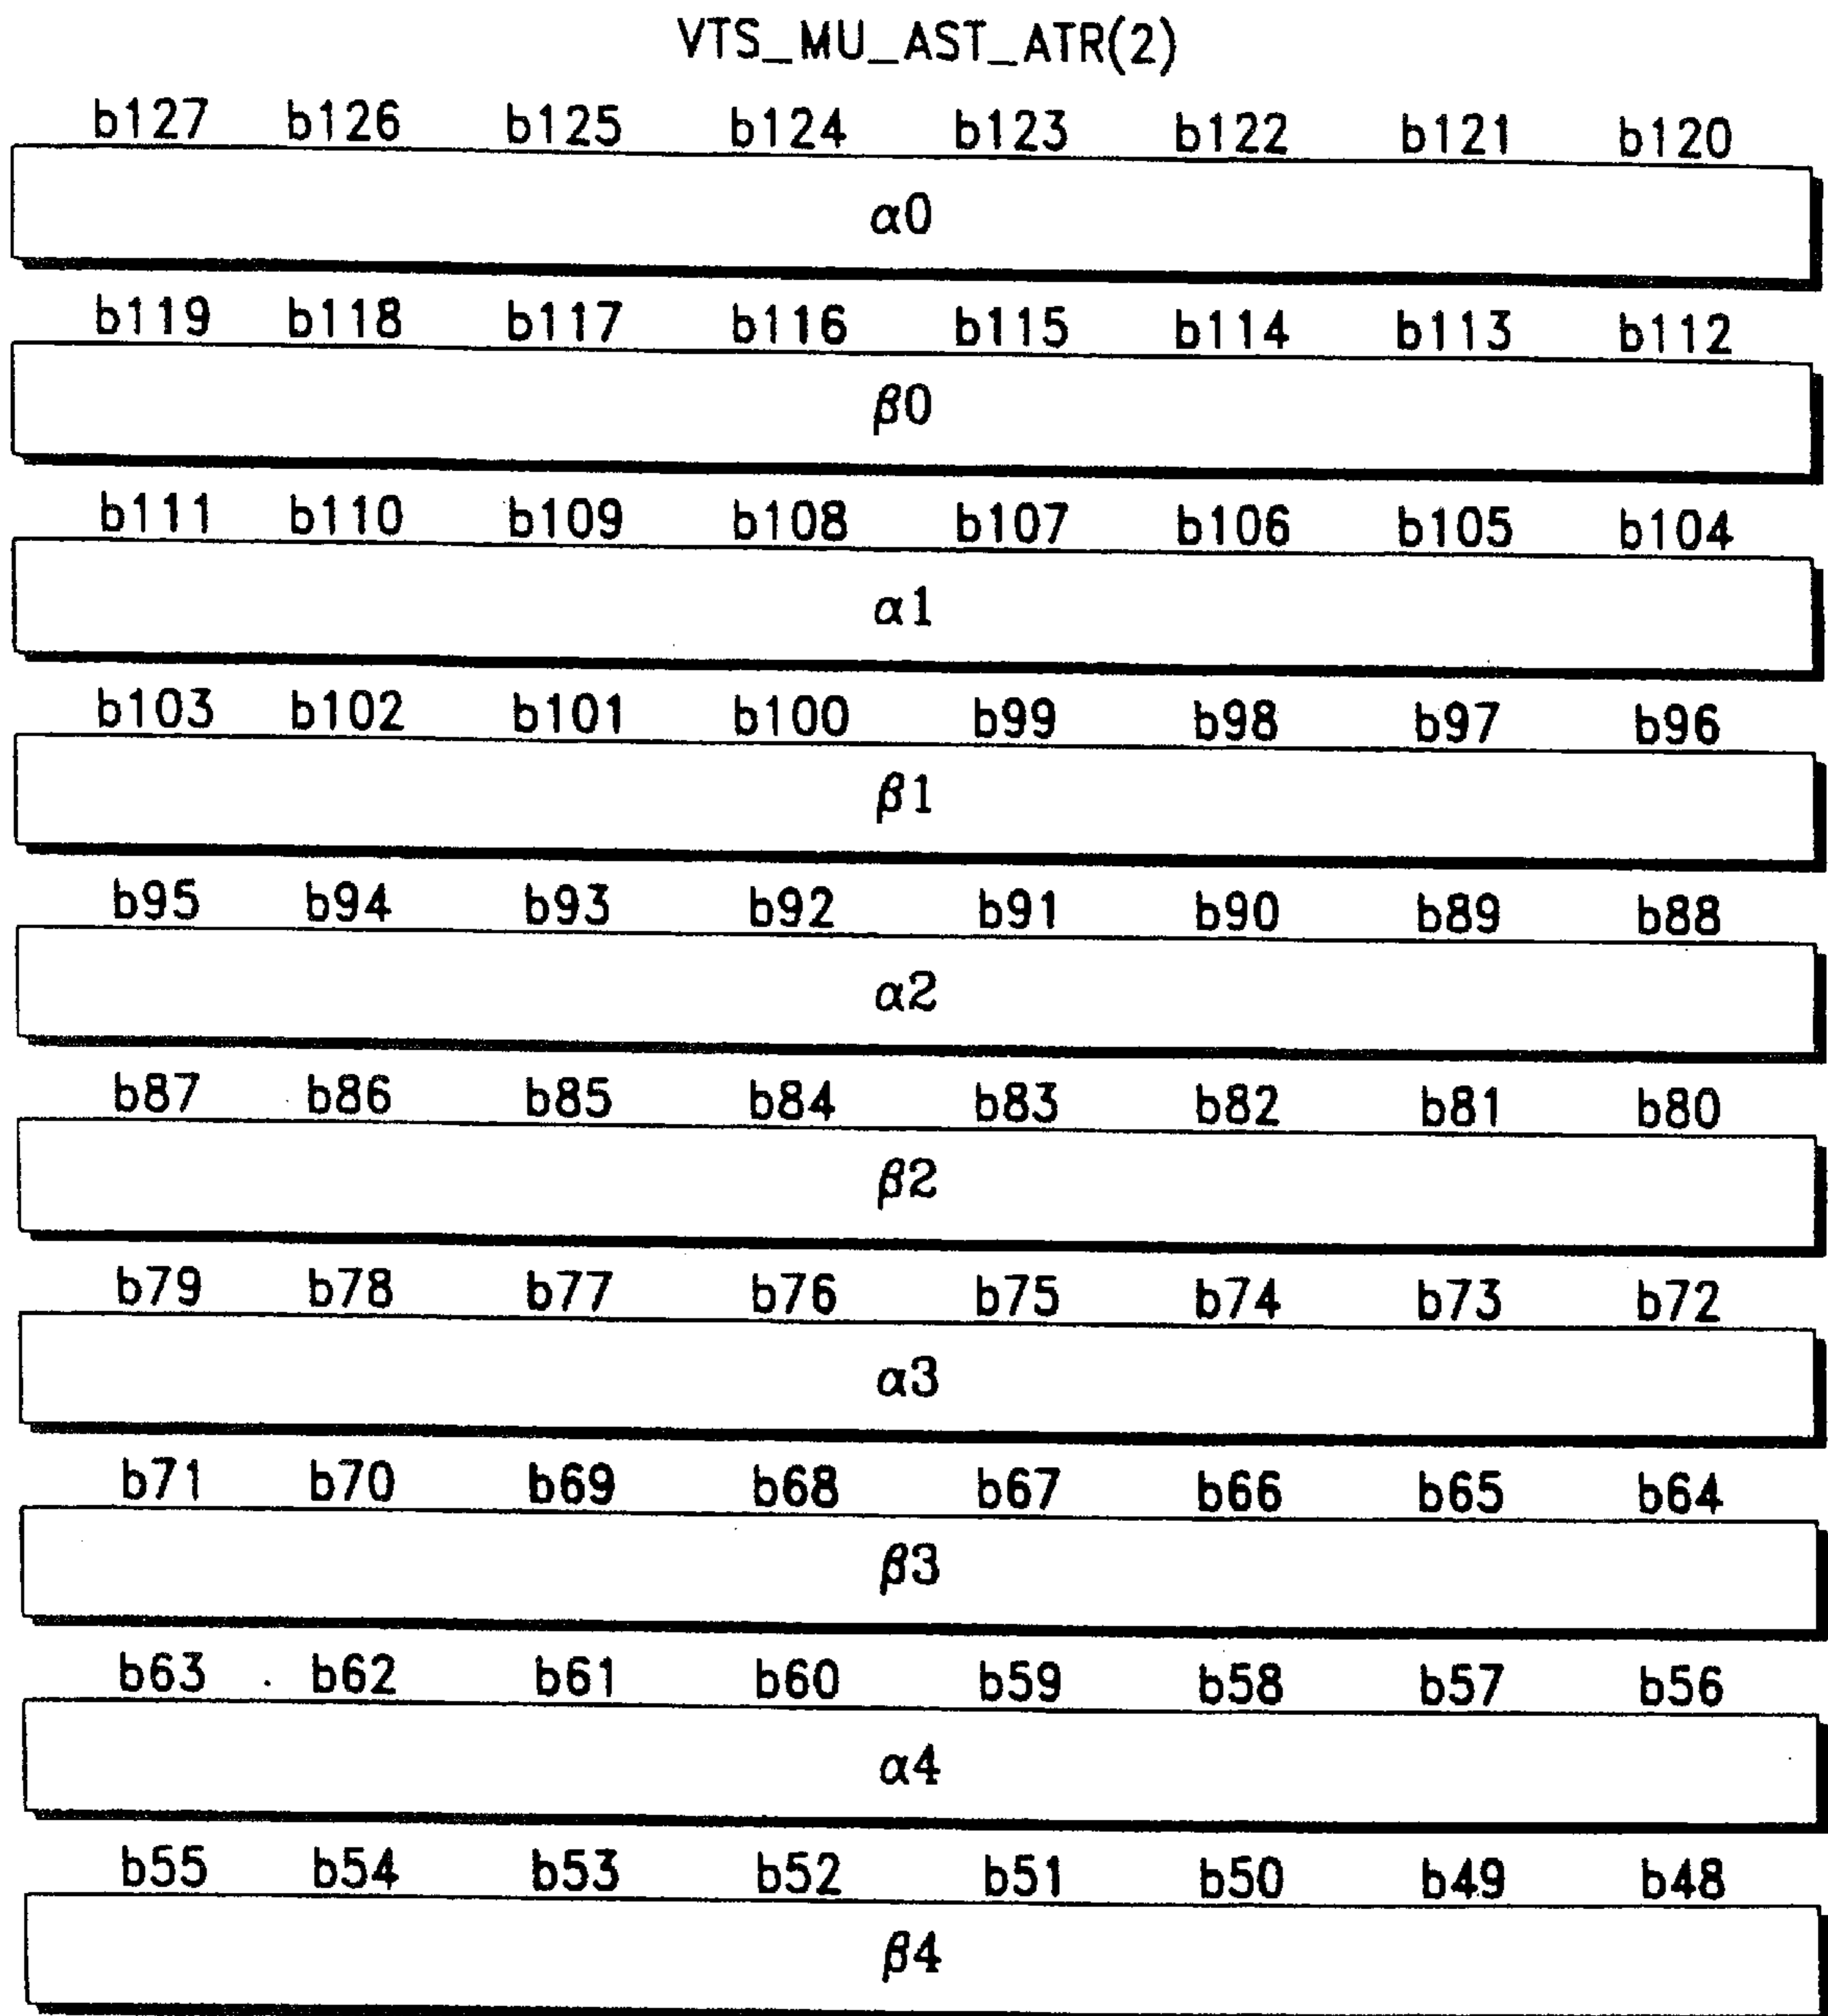 VTS_MU_AST_ATR(2)
b127 b126 b125 b124 b123 b122 b121 b120
α0
b119 b118 b117 b116 b115 b114 b113 b112
β0
b111 b110 b109 b108 b107 b106 b105 b104
α1
b103 b102 b101 b100 b99 b98 b97 b96
β1
b95 b94 b93 b92 b91 b90 b89 b88
α2
b87 b86 b85 b84 b83 b82 b81 b80
β2
b79 b78 b77 b76 b75 b74 b73 b72
α3
b71 b70 b69 b68 b67 b66 b65 b64
β3
b63 b62 b61 b60 b59 b58 b57 b56
α4
b55 b54 b53 b52 b51 b50 b49 b48
β4